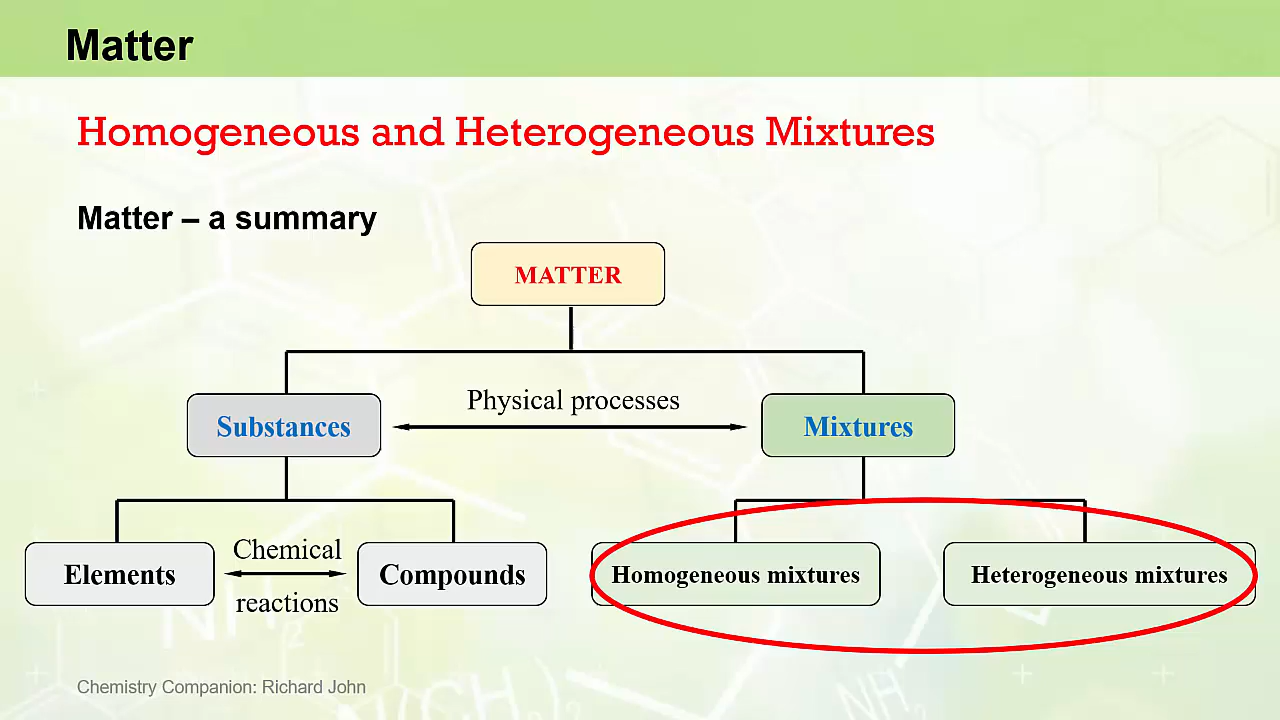 Matter
Homogeneous and Heterogeneous Mixtures
Matter – a summary
MATTER
Physical processes
Substances
Mixtures
Chemical
reactions
Elements
Compounds
Homogeneous mixtures
Heterogeneous mixtures
Chemistry Companion: Richard John